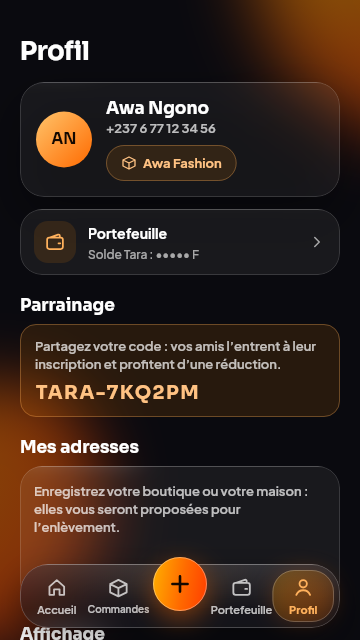 Profil
AN
Awa Ngono
+237 6 77 12 34 56
Awa Fashion
Portefeuille
Solde Tara : ••••• F
Parrainage
Partagez votre code : vos amis l’entrent à leur
inscription et profitent d’une réduction.
TARA-7KQ2PM
Mes adresses
Enregistrez votre boutique ou votre maison :
elles vous seront proposées pour
l’enlèvement.
Accueil
Commandes
+
Portefeuille
Profil
Affichage